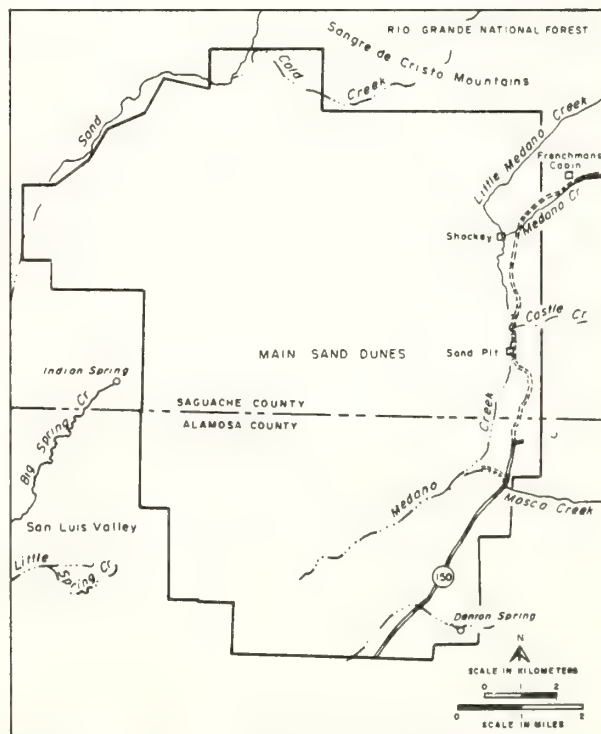 RIO GRANDE NATIONAL FOREST
Sangre de Cristo Mountains
Cold
Creek
Sand
Little Medano Creek
Frenchmans
Cabin
Medano Cr
Shockey
Castle Cr
MAIN SAND DUNES
Sand Pit
Indian Spring
SAGUACHE COUNTY
ALAMOSA COUNTY
Creek
Big Spring Cr
Medano
Mosca Creek
San Luis Valley
Little
Spring Cr
150
Denton Spring
N
SCALE IN KILOMETERS
0 1 2
0 1 2
SCALE IN MILES